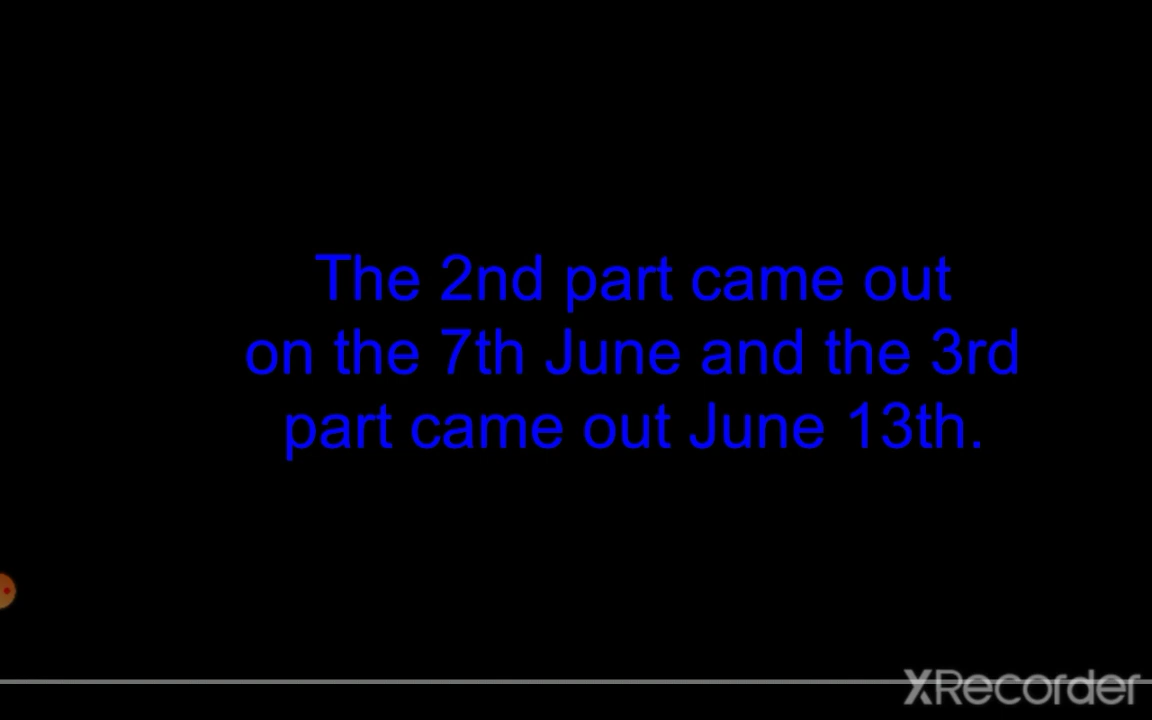 The 2nd part came out
on the 7th June and the 3rd
part came out June 13th.
XRecorder